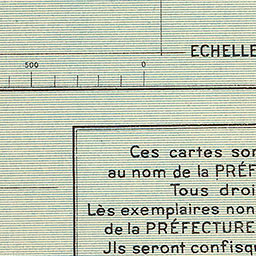 ECHELLE
500 0
Ces cartes son
au nom de la PRÉF
Tous droi
Lès exemplaires non
de la PRÉFECTURE
Ils seront confisqu